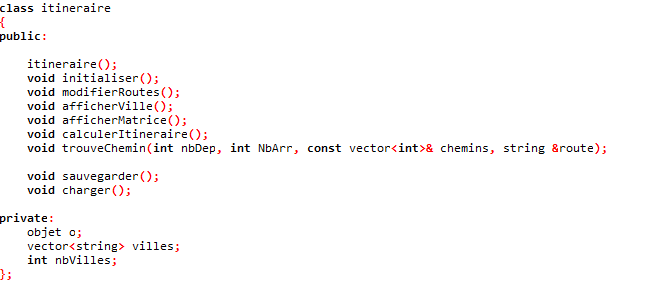 class itineraire
{
public:
itineraire();
void initialiser();
void modifierRoutes();
void afficherVille();
void afficherMatrice();
void calculerItineraire();
void trouveChemin(int nbDep, int NbArr, const vector<int>& chemins, string &route);
void sauvegarder();
void charger();
private:
objet o;
vector<string> villes;
int nbVilles;
};